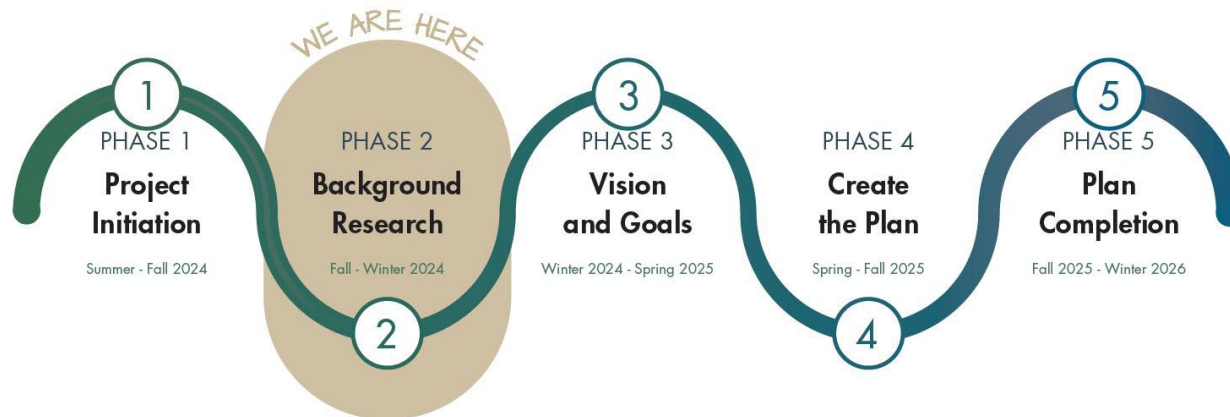 WE ARE HERE
1
PHASE 1
Project
Initiation
Summer - Fall 2024
PHASE 2
Background
Research
Fall - Winter 2024
2
3
PHASE 3
Vision
and Goals
Winter 2024 - Spring 2025
PHASE 4
Create
the Plan
Spring - Fall 2025
4
5
PHASE 5
Plan
Completion
Fall 2025 - Winter 2026